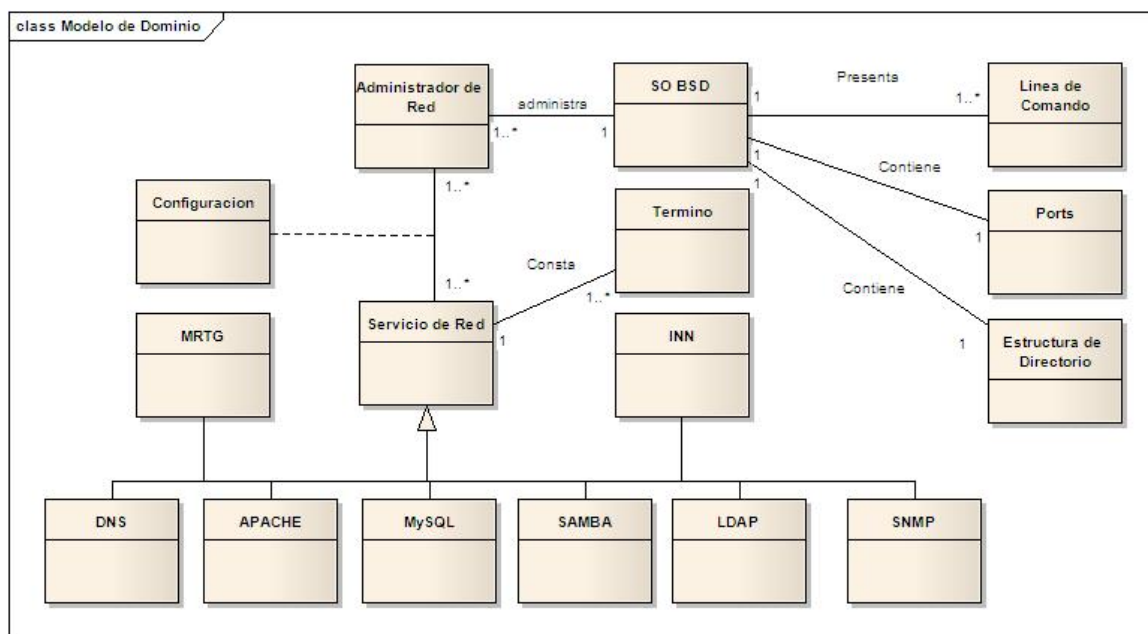 class Modelo de Dominio
Administrador de
Red
administra
1..*
1
SO BSD
1
Presenta
1..*
Linea de
Comando
1..*
Configuracion
1..*
Servicio de Red
1
Consta
1..*
Termino
1
Contiene
1
Ports
1
Contiene
1
Estructura de
Directorio
MRTG
INN
DNS
APACHE
MySQL
SAMBA
LDAP
SNMP